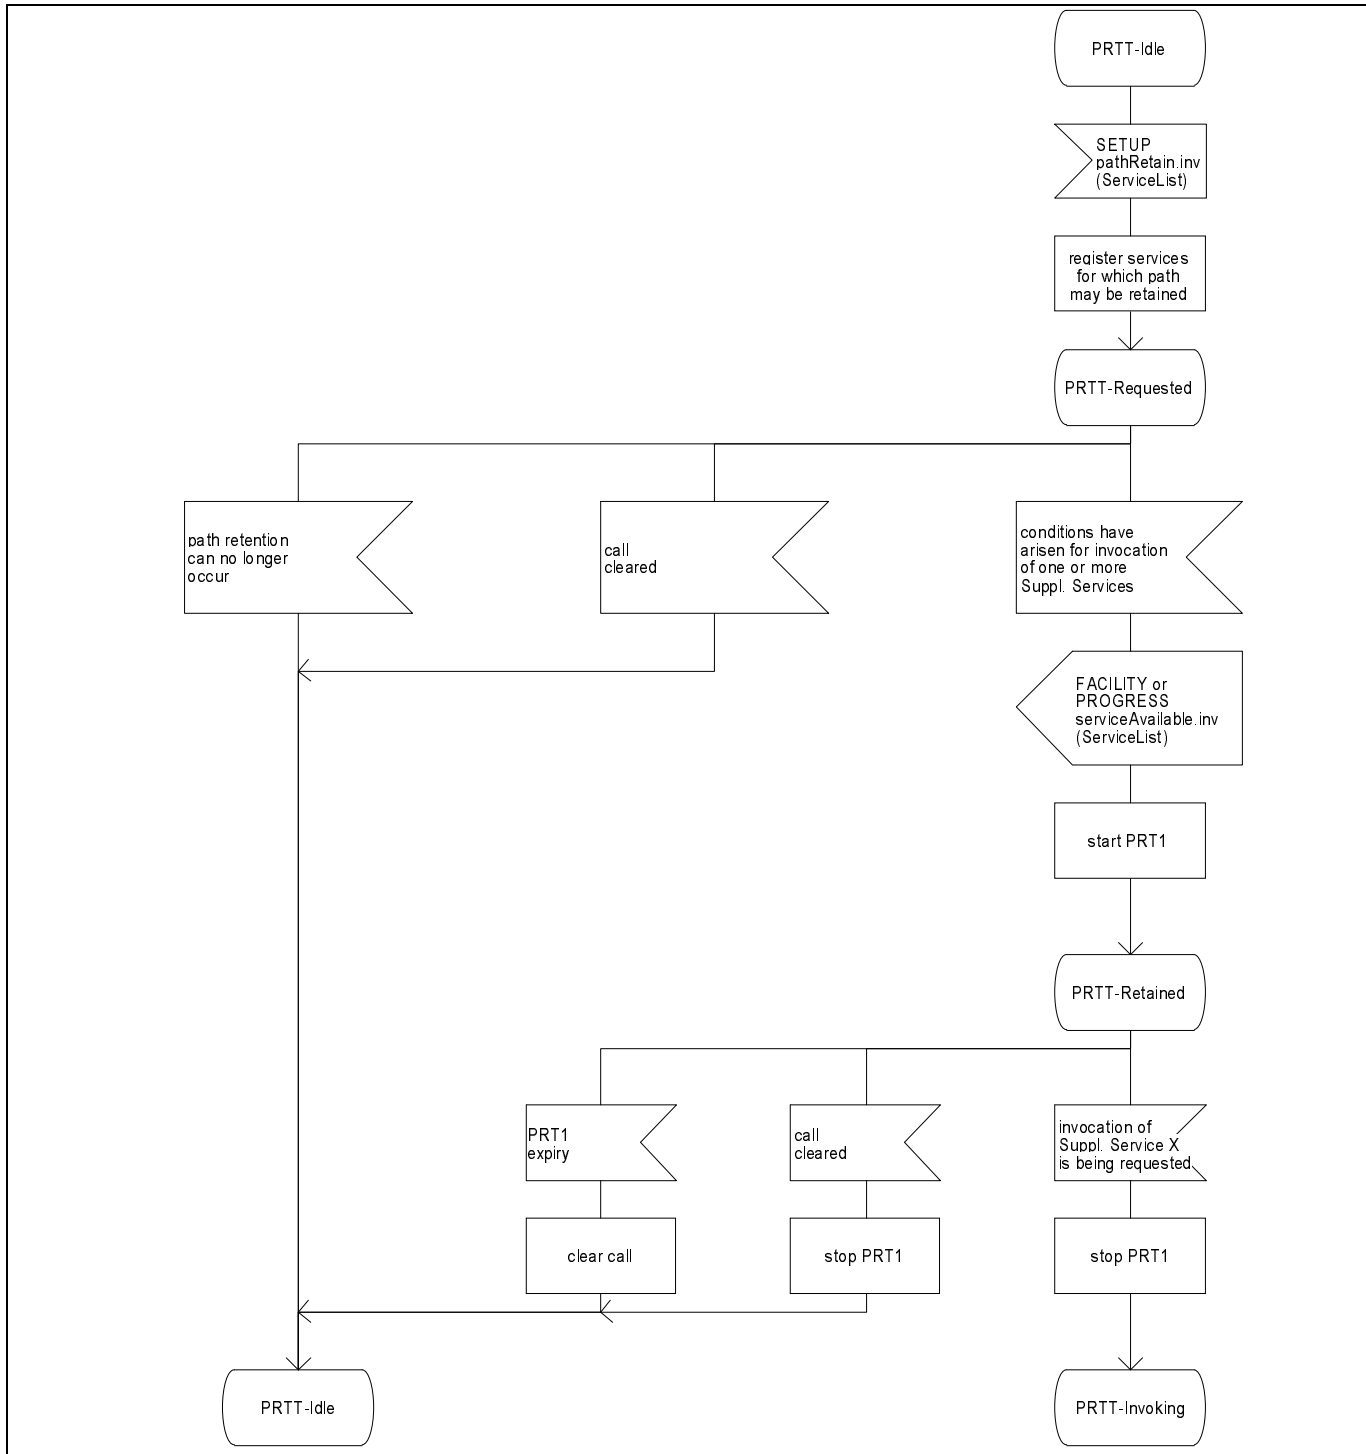 PRTT-Idle
SETUP
pathRetain.inv
(ServiceList)
register services
for which path
may be retained
PRTT-Requested
path retention
can no longer
occur
call
cleared
conditions have
arisen for invocation
of one or more
Suppl. Services
FACILITY or
PROGRESS
serviceAvailable.inv
(ServiceList)
start PRT1
PRTT-Retained
PRT1
expiry
call
cleared
invocation of
Suppl. Service X
is being requested
clear call
stop PRT1
stop PRT1
PRTT-Idle
PRTT-Invoking